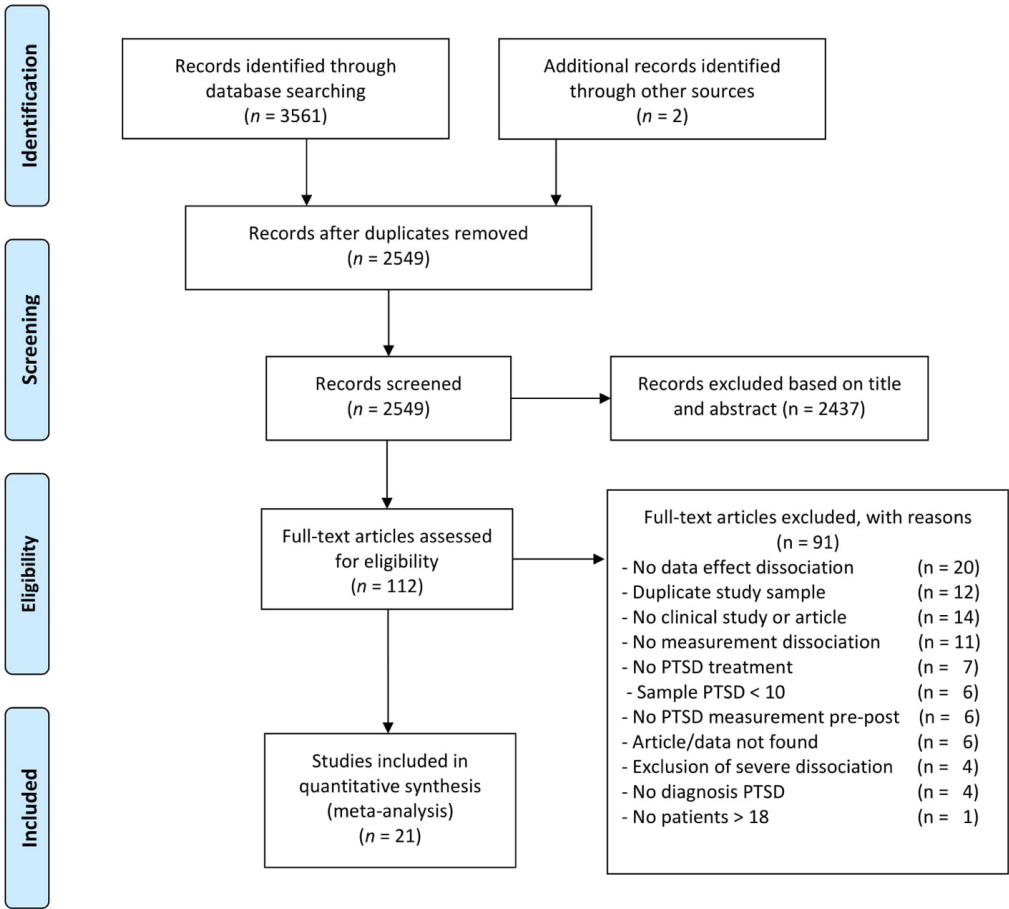 Identification
Records identified through
database searching
(n = 3561)
Additional records identified
through other sources
(n = 2)
Records after duplicates removed
(n = 2549)
Screening
Records screened
(n = 2549)
Records excluded based on title
and abstract (n = 2437)
Eligibility
Full-text articles assessed
for eligibility
(n = 112)
Full-text articles excluded, with reasons
(n = 91)
- No data effect dissociation (n = 20)
- Duplicate study sample (n = 12)
- No clinical study or article (n = 14)
- No measurement dissociation (n = 11)
- No PTSD treatment (n = 7)
- Sample PTSD < 10 (n = 6)
- No PTSD measurement pre-post (n = 6)
- Article/data not found (n = 6)
- Exclusion of severe dissociation (n = 4)
- No diagnosis PTSD (n = 4)
- No patients > 18 (n = 1)
Included
Studies included in
quantitative synthesis
(meta-analysis)
(n = 21)